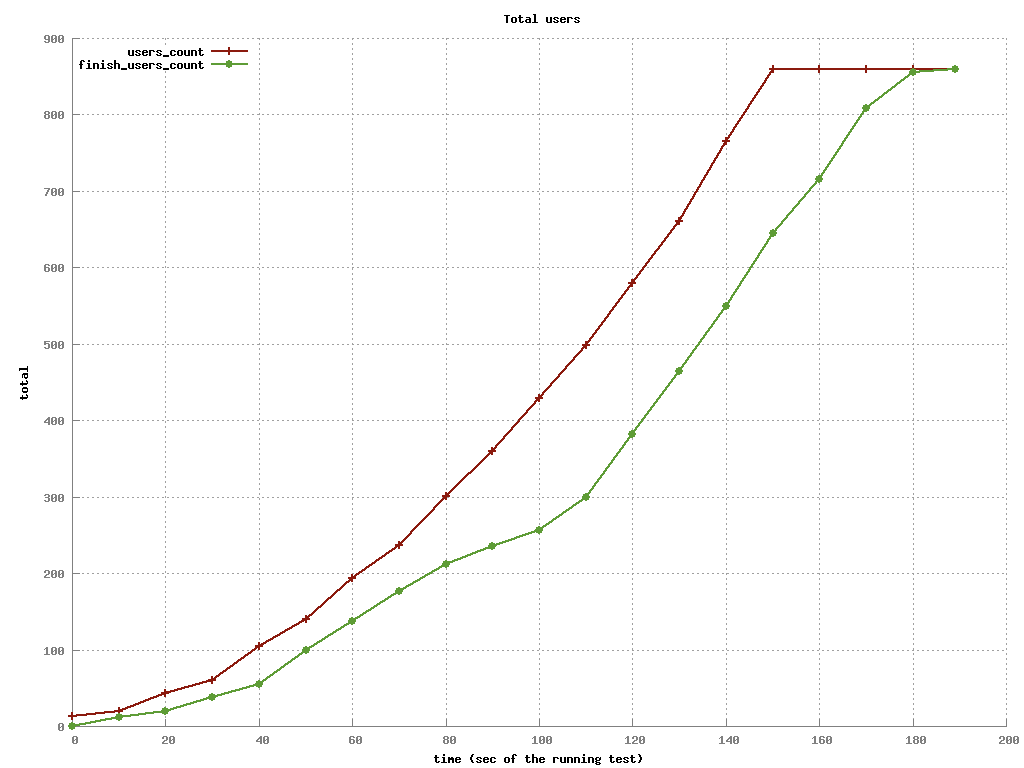 Total users
users_count
finish_users_count
900
800
700
600
500
400
300
200
100
0
total
0 20 40 60 80 100 120 140 160 180 200
time (sec of the running test)